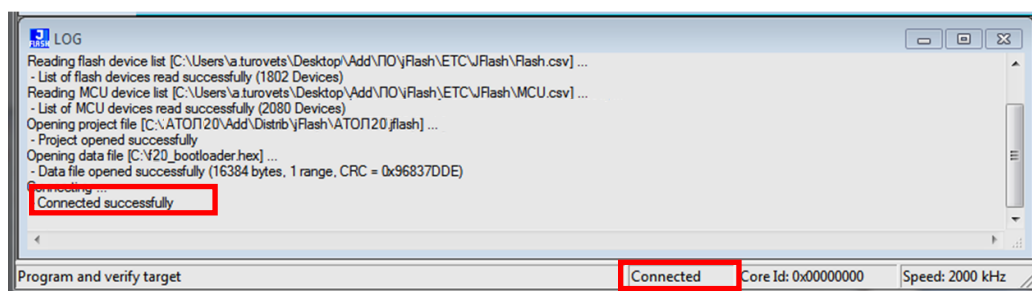 LOG
Reading flash device list [C:\Users\a.turovets\Desktop\Add\ПО\jFlash\ETC\JFlash\Flash.csv] ...
- List of flash devices read successfully (1802 Devices)
Reading MCU device list [C:\Users\a.turovets\Desktop\Add\ПО\jFlash\ETC\JFlash\MCU.csv] ...
- List of MCU devices read successfully (2080 Devices)
Opening project file [C:\АТОЛ20\Add\Distrib\jFlash\АТОЛ20.jflash] ...
- Project opened successfully
Opening data file [C:\f20_bootloader.hex] ...
- Data file opened successfully (16384 bytes, 1 range, CRC = 0x96837DDE)
Connecting ...
- Connected successfully
Program and verify target Connected Core Id: 0x00000000 Speed: 2000 kHz